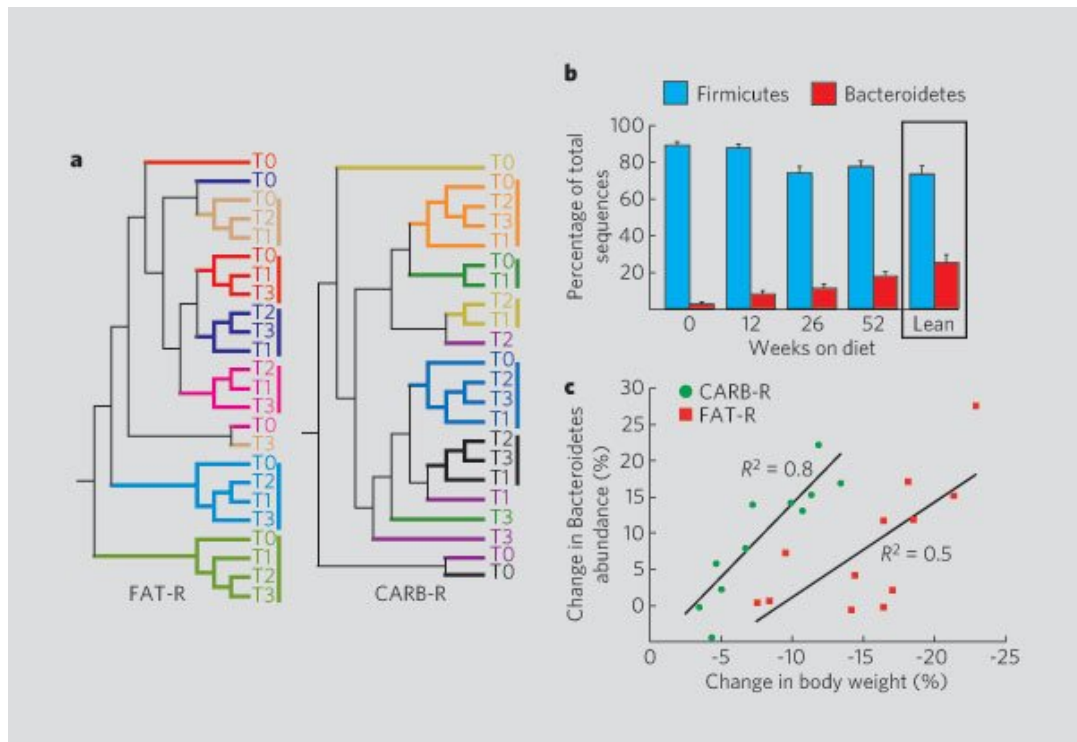 a
T0
T0
T0
T2
T1
T0
T1
T3
T2
T3
T1
T2
T1
T3
T0
T3
T0
T2
T1
T3
T0
T1
T2
T3
FAT-R
T0
T0
T2
T3
T1
T0
T1
T2
T1
T2
T0
T2
T3
T1
T2
T3
T1
T1
T3
T3
T0
T0
CARB-R
b
Firmicutes
Bacteroidetes
Percentage of total
sequences
100
80
60
40
20
0
12
26
52
Lean
Weeks on diet
c
CARB-R
FAT-R
Change in Bacteroidetes
abundance (%)
30
25
20
15
10
5
0
R² = 0.8
R² = 0.5
0
-5
-10
-15
-20
-25
Change in body weight (%)